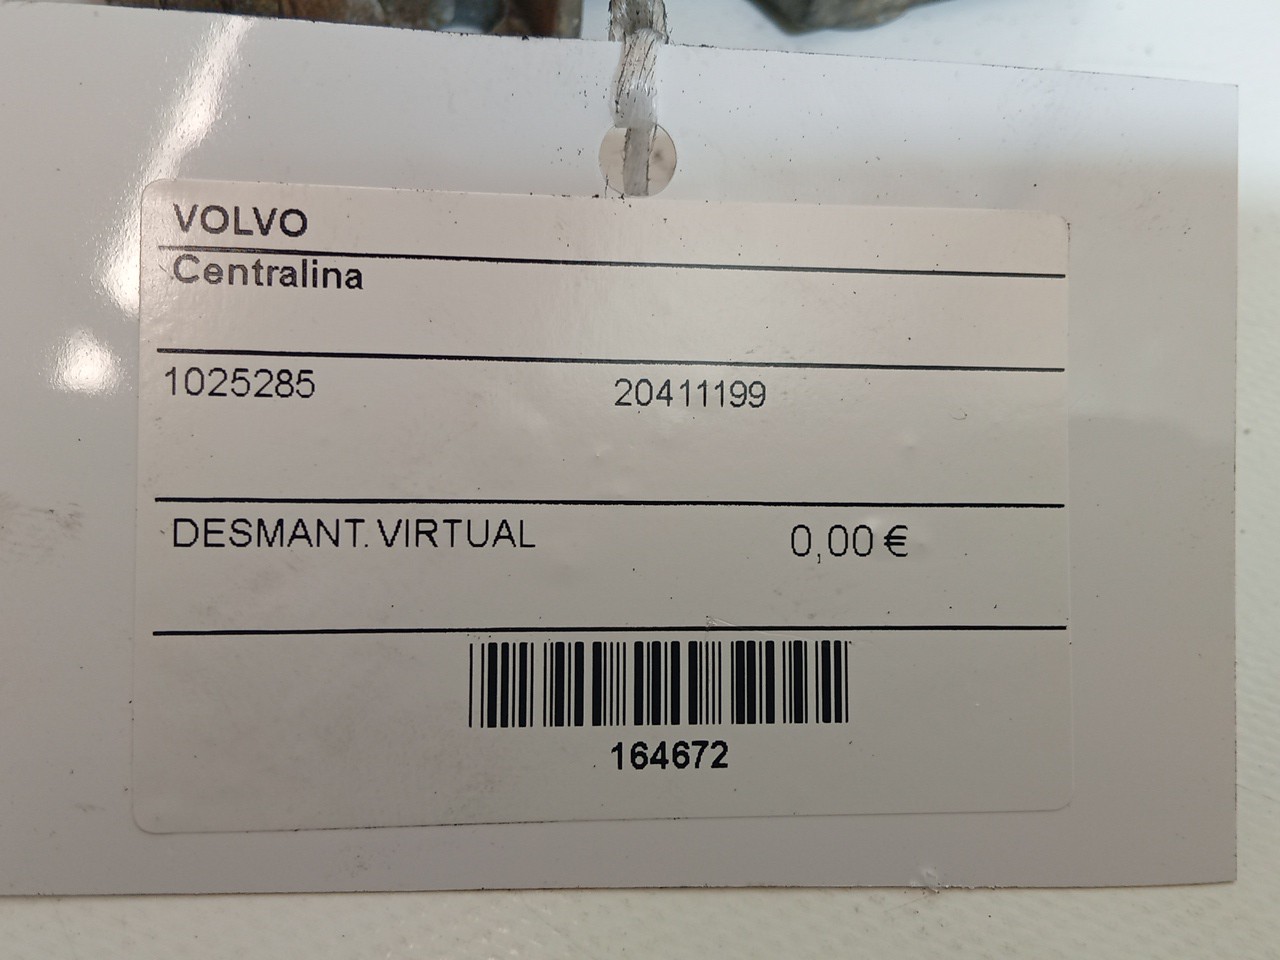 VOLVO
Centralina
1025285 20411199
DESMANT. VIRTUAL 0,00 €
164672